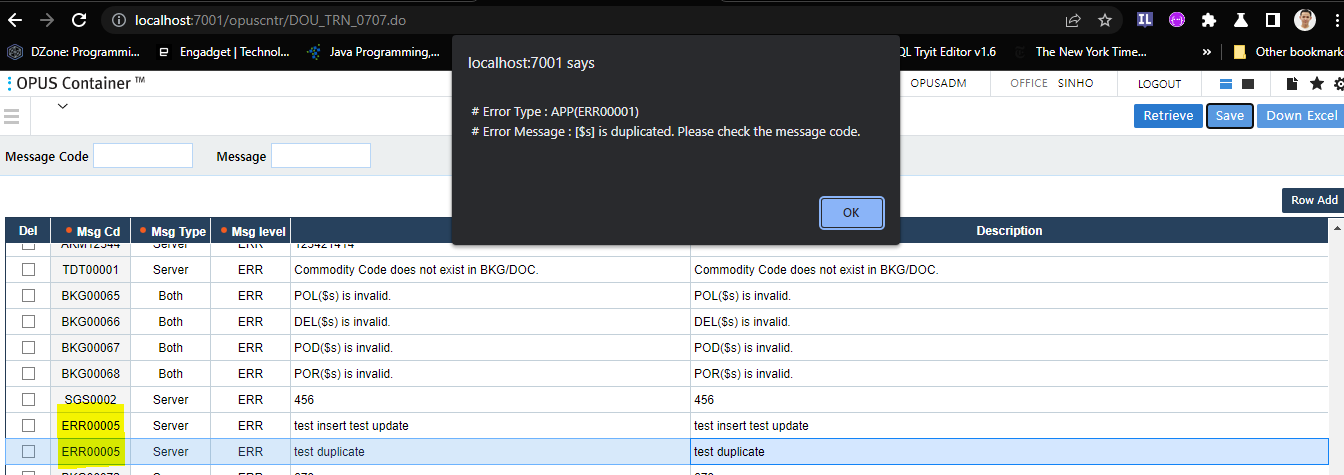 localhost:7001/opuscntr/DOU_TRN_0707.do
DZone: Programmi...
Engadget | Technol...
Java Programming,...
QL Tryit Editor v1.6
The New York Time...
»
Other bookmark
IL
localhost:7001 says
# Error Type : APP(ERR00001)
# Error Message : [$s] is duplicated. Please check the message code.
OK
OPUS Container ™
OPUSADM OFFICE SINHO LOGOUT
Retrieve Save Down Excel
Message Code Message
Row Add
Del Msg Cd Msg Type Msg level Description
Server ERR 123421414
TDT00001 Server ERR Commodity Code does not exist in BKG/DOC. Commodity Code does not exist in BKG/DOC.
BKG00065 Both ERR POL($s) is invalid. POL($s) is invalid.
BKG00066 Both ERR DEL($s) is invalid. DEL($s) is invalid.
BKG00067 Both ERR POD($s) is invalid. POD($s) is invalid.
BKG00068 Both ERR POR($s) is invalid. POR($s) is invalid.
SGS0002 Server ERR 456 456
ERR00005 Server ERR test insert test update test insert test update
ERR00005 Server ERR test duplicate test duplicate